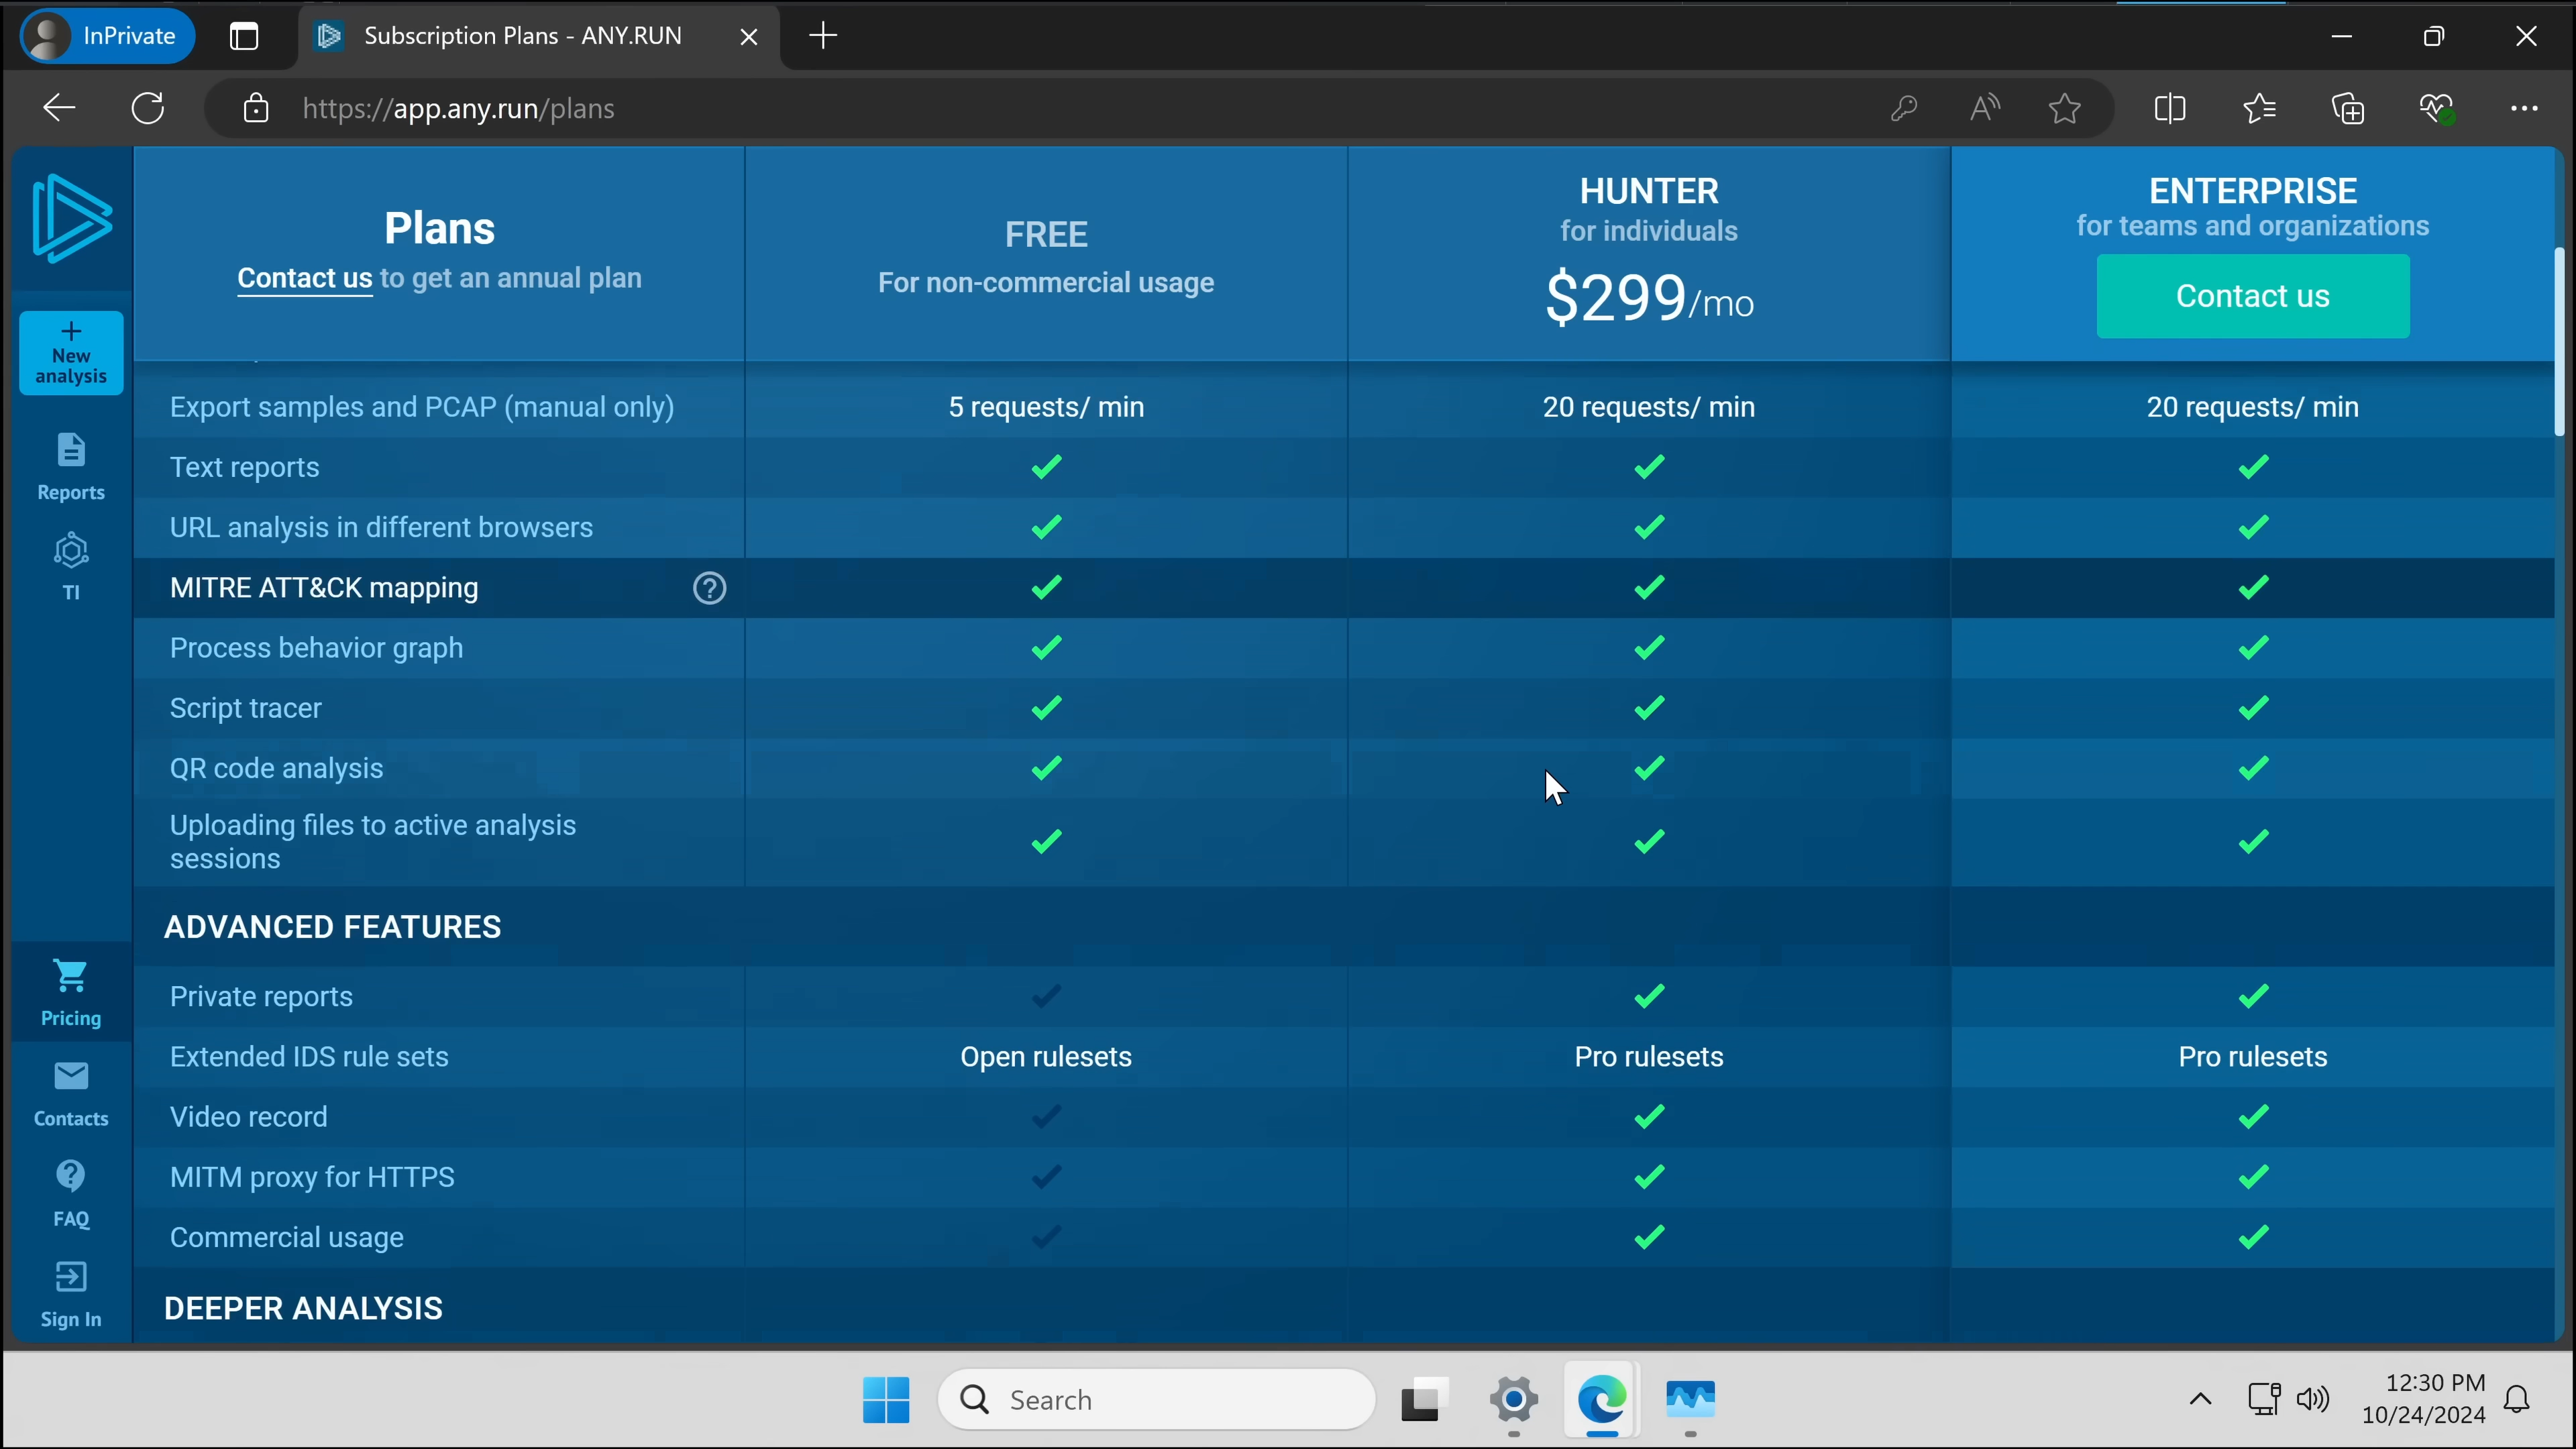 InPrivate
Subscription Plans - ANY.RUN
https://app.any.run/plans
Plans
Contact us to get an annual plan
FREE
For non-commercial usage
HUNTER
for individuals
$299/mo
ENTERPRISE
for teams and organizations
Contact us
New
analysis
Reports
TI
Pricing
Contacts
FAQ
Sign In
Export samples and PCAP (manual only) 5 requests/ min 20 requests/ min 20 requests/ min
Text reports
URL analysis in different browsers
MITRE ATT&CK mapping
Process behavior graph
Script tracer
QR code analysis
Uploading files to active analysis
sessions
ADVANCED FEATURES
Private reports
Extended IDS rule sets Open rulesets Pro rulesets Pro rulesets
Video record
MITM proxy for HTTPS
Commercial usage
DEEPER ANALYSIS
Search
12:30 PM
10/24/2024